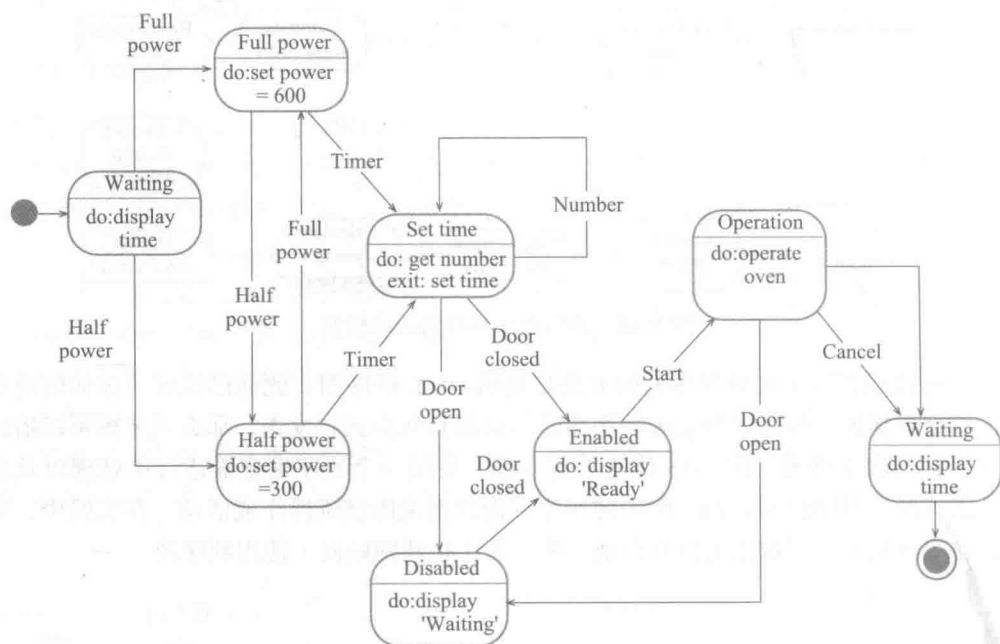 Full
power
Full power
do:set power
= 600
Timer
Waiting
do:display
time
Full
power
Set time
do: get number
exit: set time
Number
Operation
do:operate
oven
Half
power
Half
power
Timer
Door
closed
Door
open
Start
Cancel
Door
open
Half power
do:set power
=300
Door
closed
Enabled
do: display
'Ready'
Waiting
do:display
time
Disabled
do:display
'Waiting'